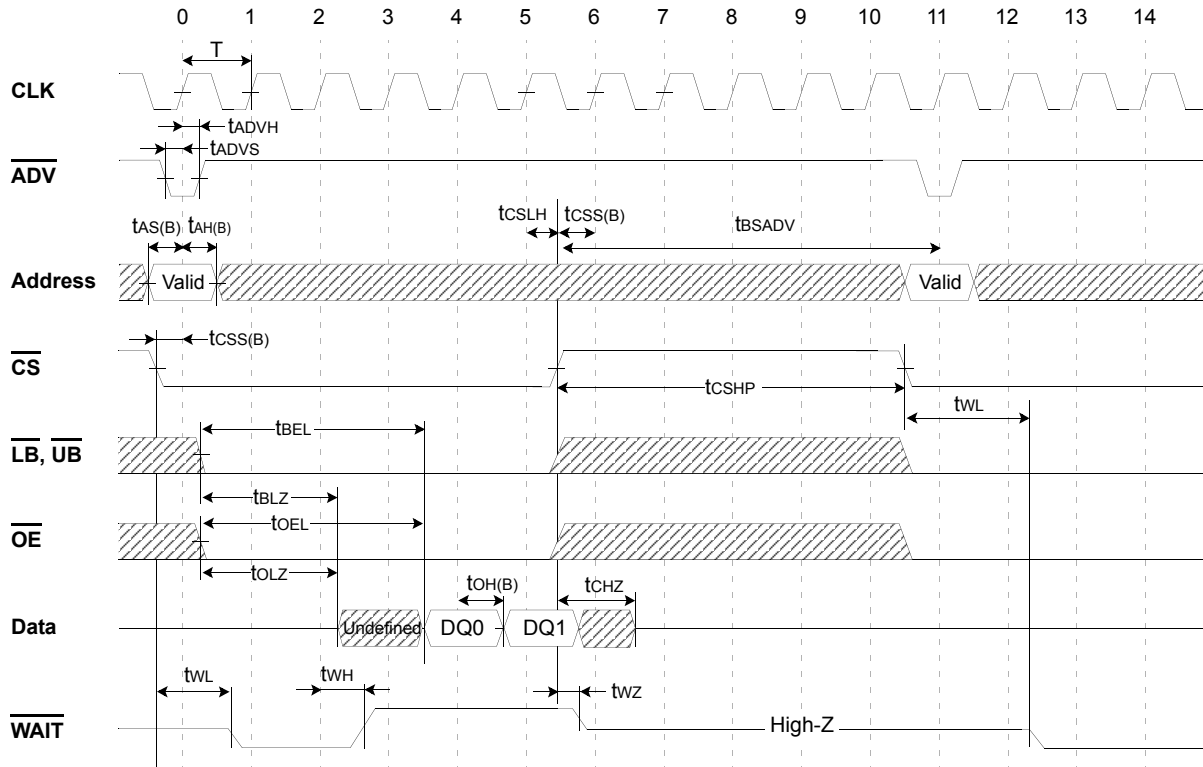 0 1 2 3 4 5 6 7 8 9 10 11 12 13 14
T
CLK
tADVH
tADVS
ADV
tAS(B) tAH(B) tCSLH tCSS(B) tBSADV
Address Valid Valid
tCSS(B)
CS
tCSHP
tWL
tBEL
LB, UB
tBLZ
tOEL
OE
tOLZ
tOH(B) tCHZ
Data Undefined DQ0 DQ1
tWL tWH tWZ
WAIT High-Z